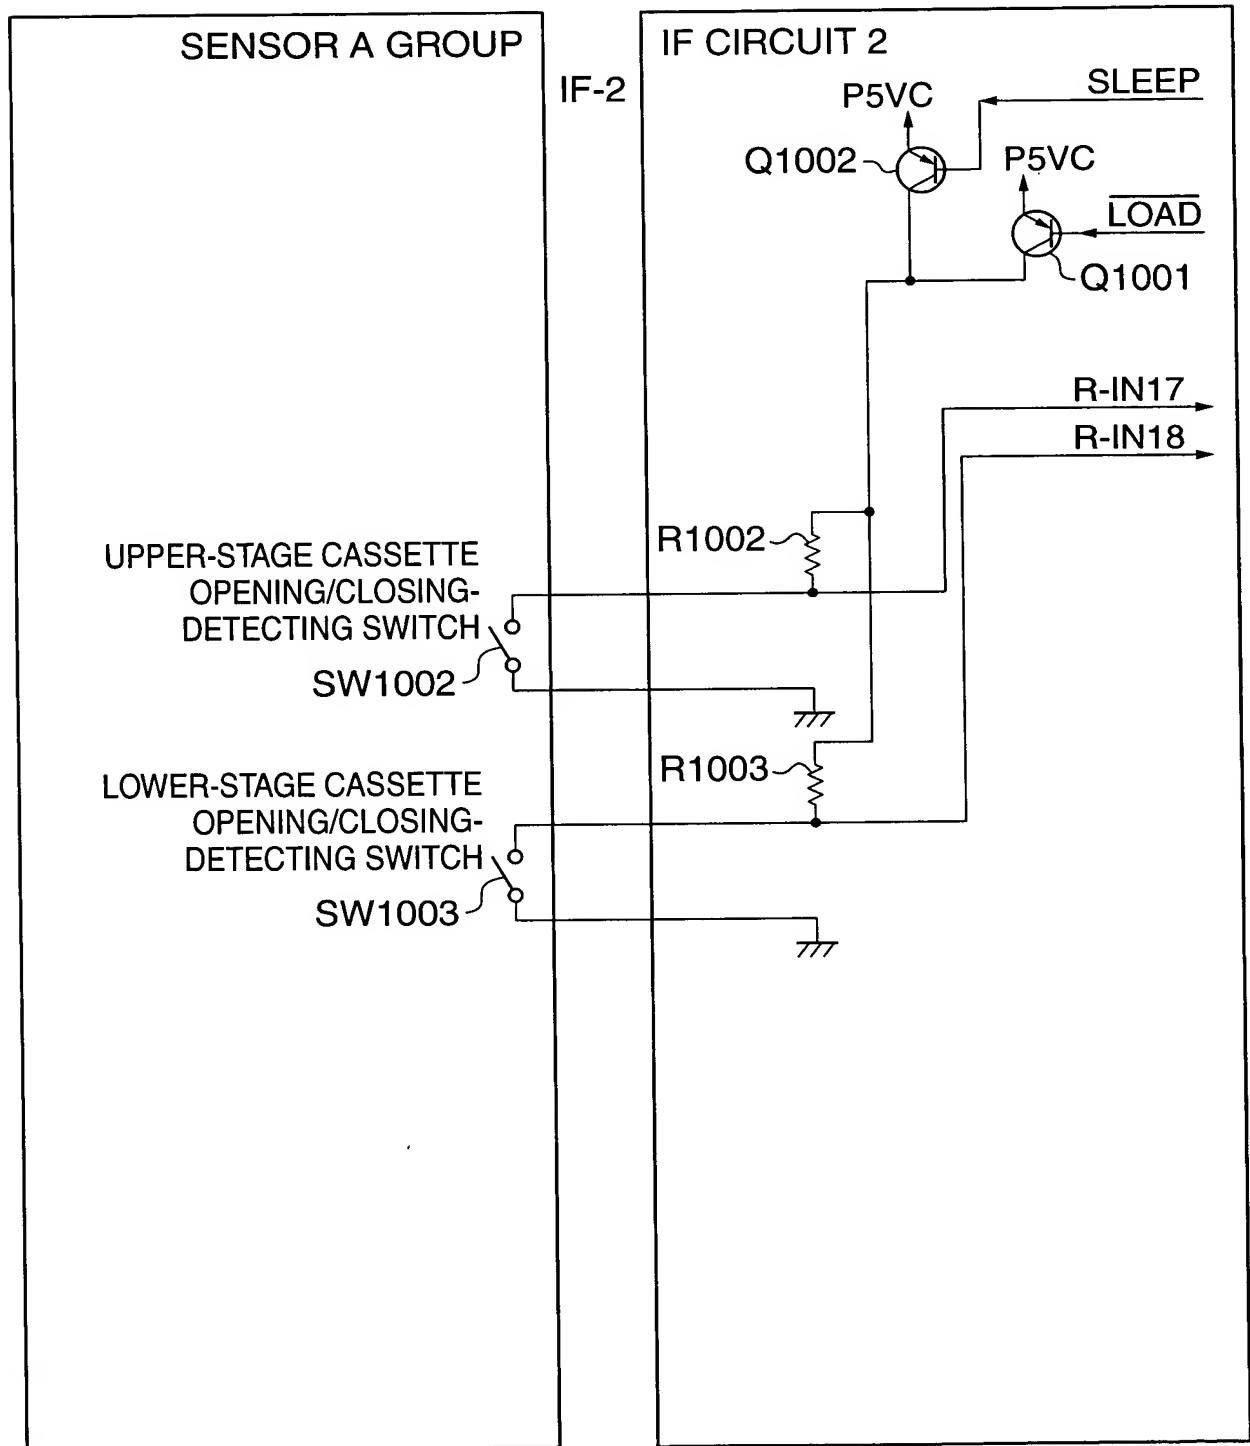 SENSOR A GROUP
IF-2
IF CIRCUIT 2
SLEEP
P5VC
Q1002
P5VC
LOAD
Q1001
R-IN17
R-IN18
R1002
UPPER-STAGE CASSETTE
OPENING/CLOSING-
DETECTING SWITCH
SW1002
R1003
LOWER-STAGE CASSETTE
OPENING/CLOSING-
DETECTING SWITCH
SW1003